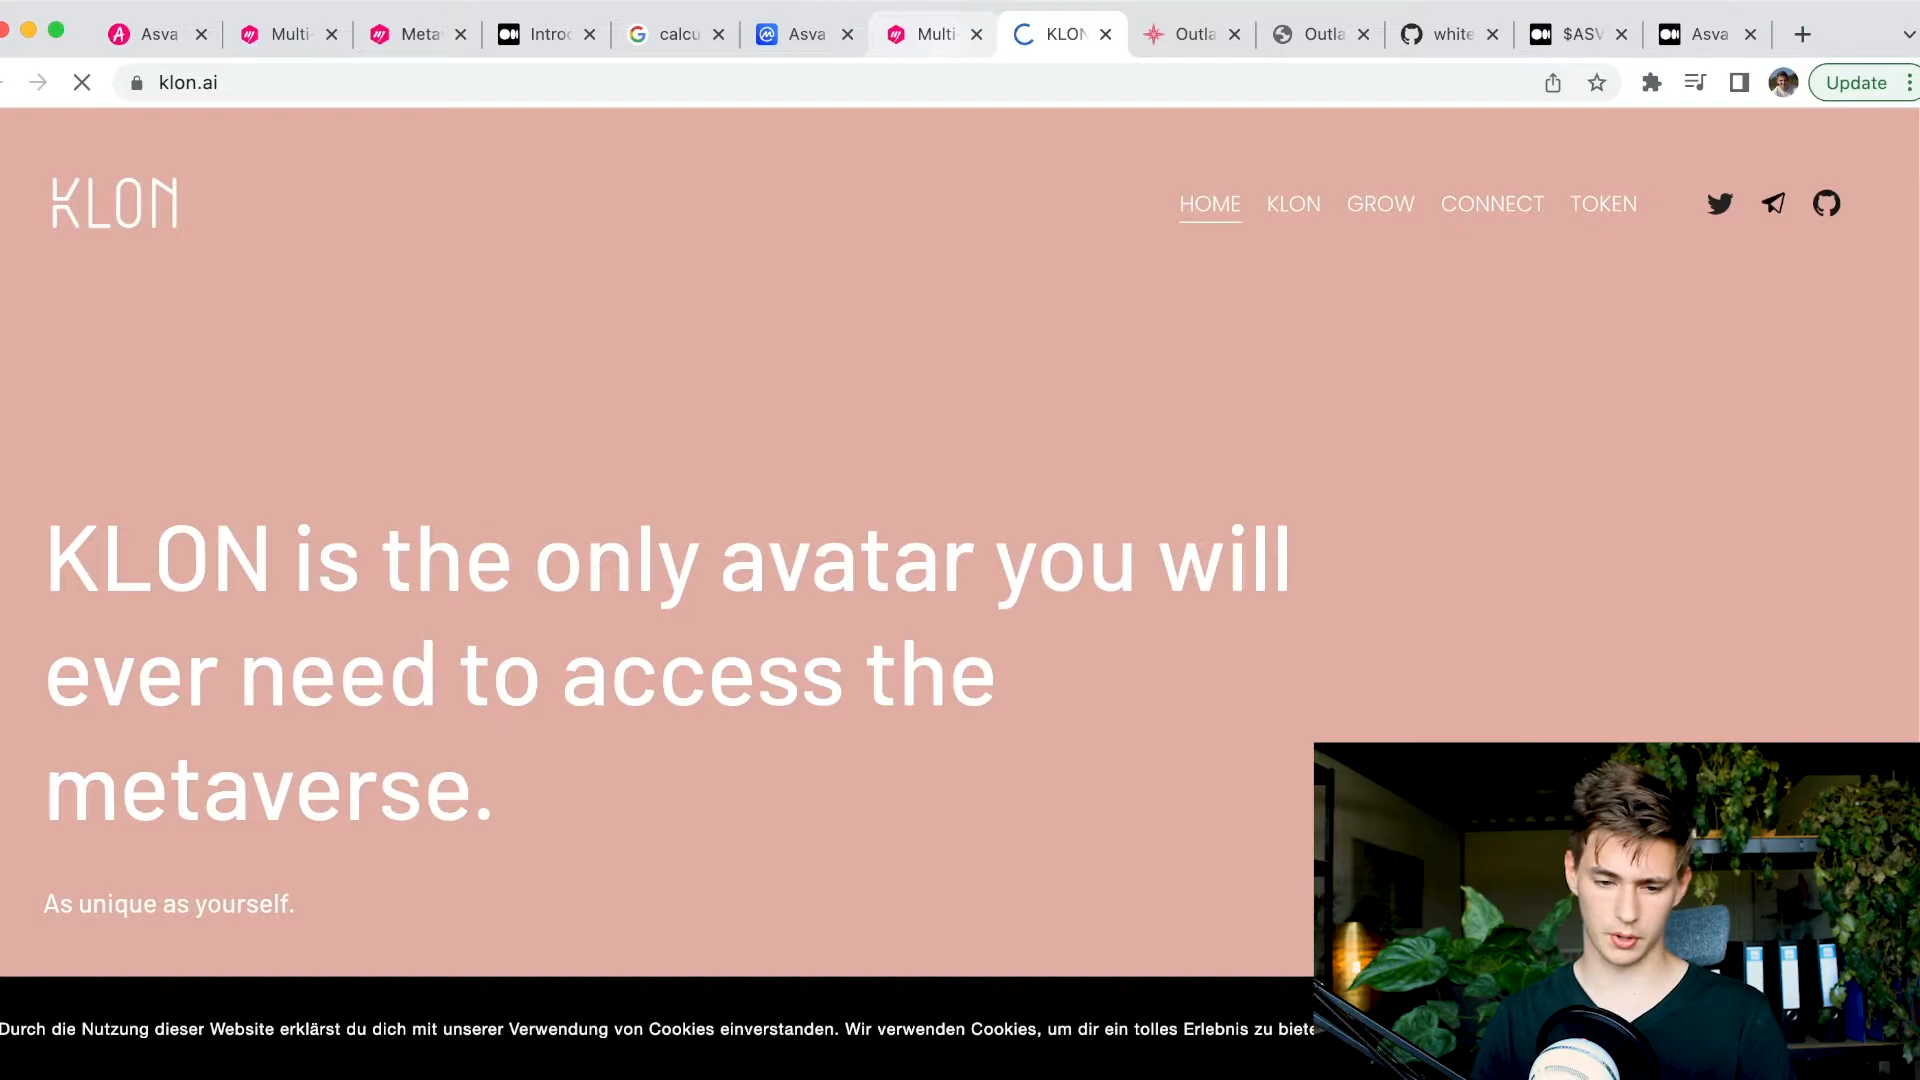 Asva
Multi-
Meta
Introc
calcu
Asva
Multi-
KLON
Outla
Outla
white
$ASV
Asva
klon.ai
Update
KLON
HOME KLON GROW CONNECT TOKEN
KLON is the only avatar you will
ever need to access the
metaverse.
As unique as yourself.
Durch die Nutzung dieser Website erklärst du dich mit unserer Verwendung von Cookies einverstanden. Wir verwenden Cookies, um dir ein tolles Erlebnis zu biete